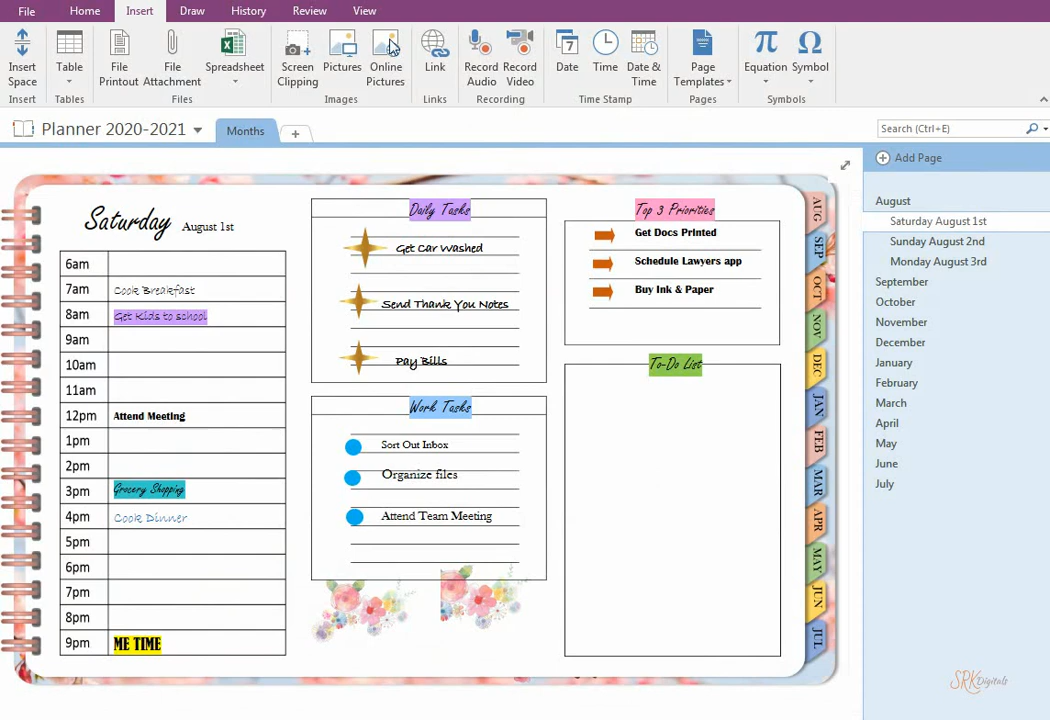 File Home Insert Draw History Review View
Insert Space Table File Printout File Attachment Spreadsheet Screen Clipping Pictures Online Pictures Link Record Audio Record Video Date Time Date & Time Page Templates Equation Symbol
Insert Tables Files Images Links Recording Time Stamp Pages Symbols
Planner 2020-2021 Months + Search (Ctrl+E)
Saturday August 1st
6am
7am Cook Breakfast
8am Get Kids to school
9am
10am
11am
12pm Attend Meeting
1pm
2pm
3pm Grocery Shopping
4pm Cook Dinner
5pm
6pm
7pm
8pm
9pm ME TIME
Daily Tasks
Get Car Washed
Send Thank You Notes
Pay Bills
Work Tasks
Sort Out Inbox
Organize files
Attend Team Meeting
Top 3 Priorities
Get Docs Printed
Schedule Lawyers app
Buy Ink & Paper
To-Do List
AUG
SEP
OCT
NOV
DEC
JAN
FEB
MAR
APR
MAY
JUN
JUL
Add Page
August
Saturday August 1st
Sunday August 2nd
Monday August 3rd
September
October
November
December
January
February
March
April
May
June
July
SRKDigitals
7